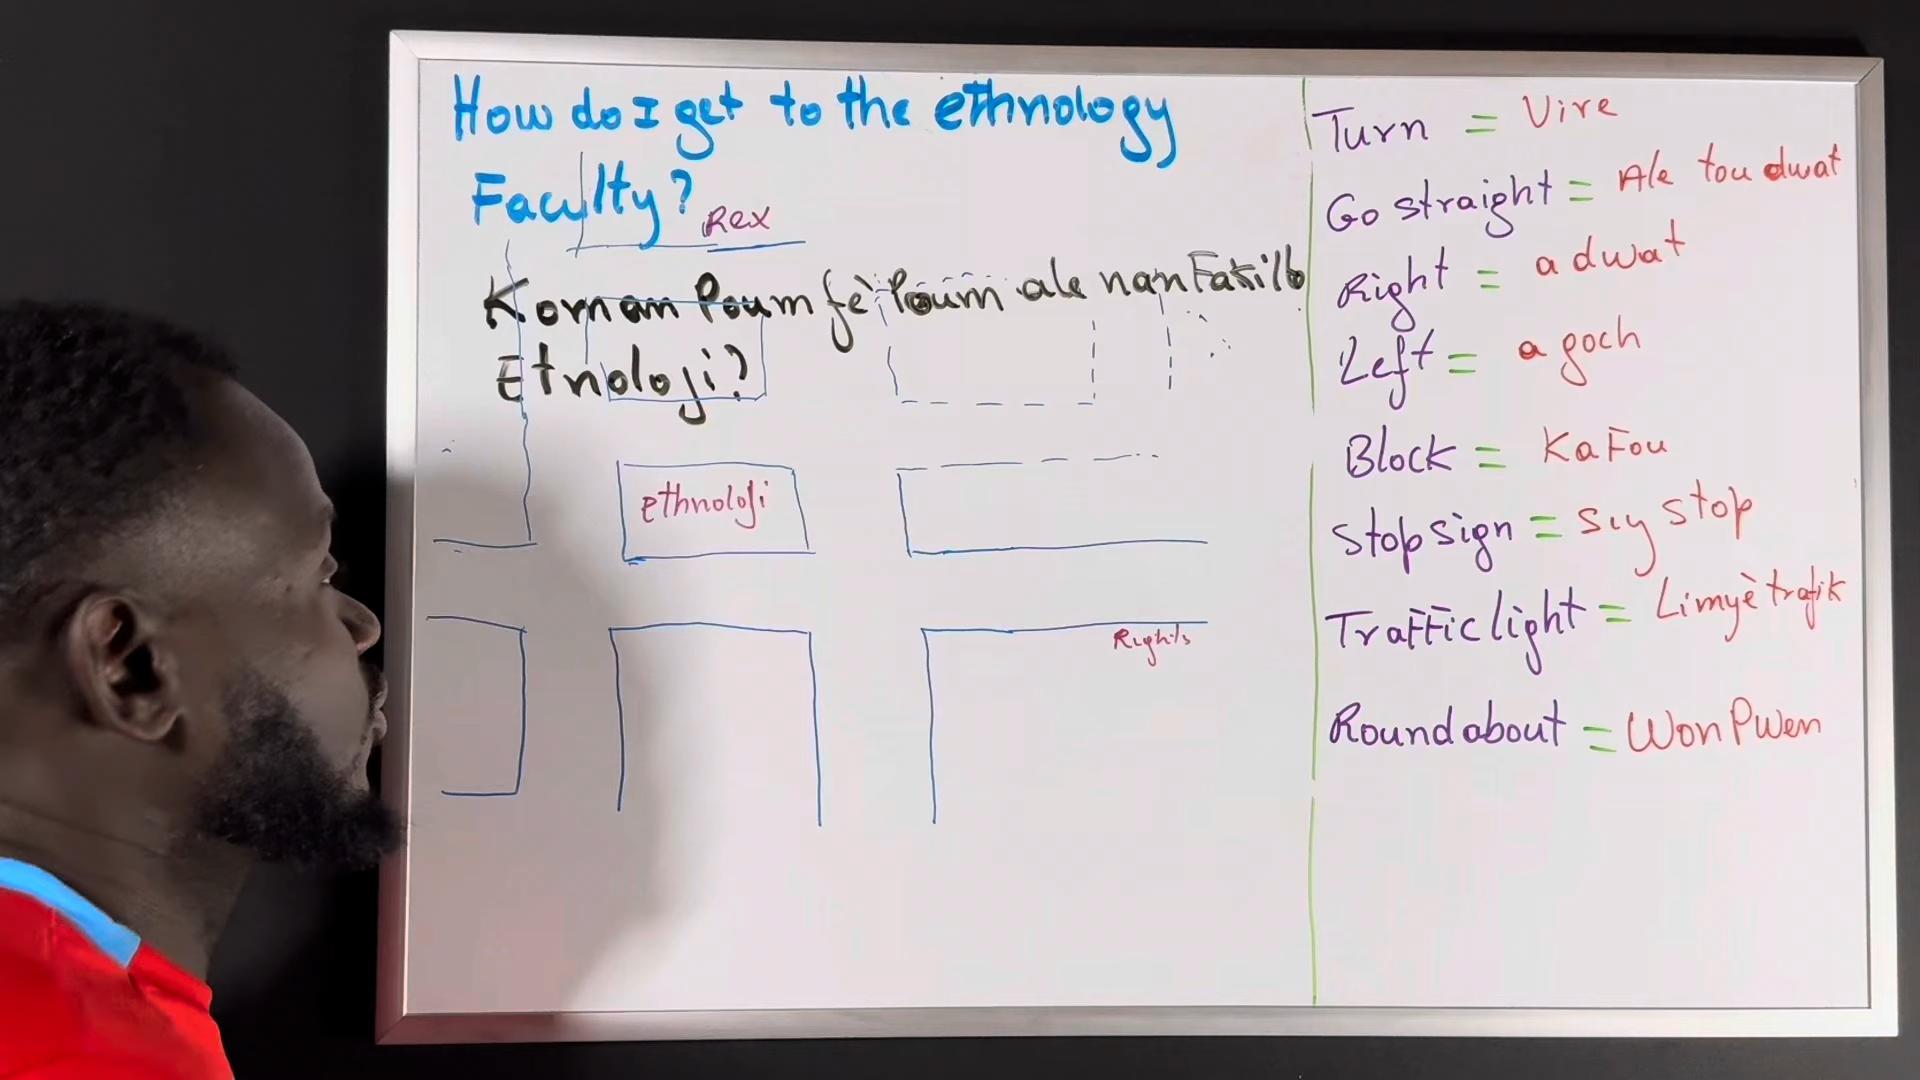 How do I get to the ethnology
Faculty?
Rex
Komam Poum fè Poum ale nan Fakilte
Etnoloji?
ethnoloji
Rights
Turn = Vire
Go straight = Ale tou dwat
Right = a dwat
Left = a goch
Block = KaFou
Stop sign = Siy stop
Traffic light = Limyè trafik
Roundabout = Won Pwen